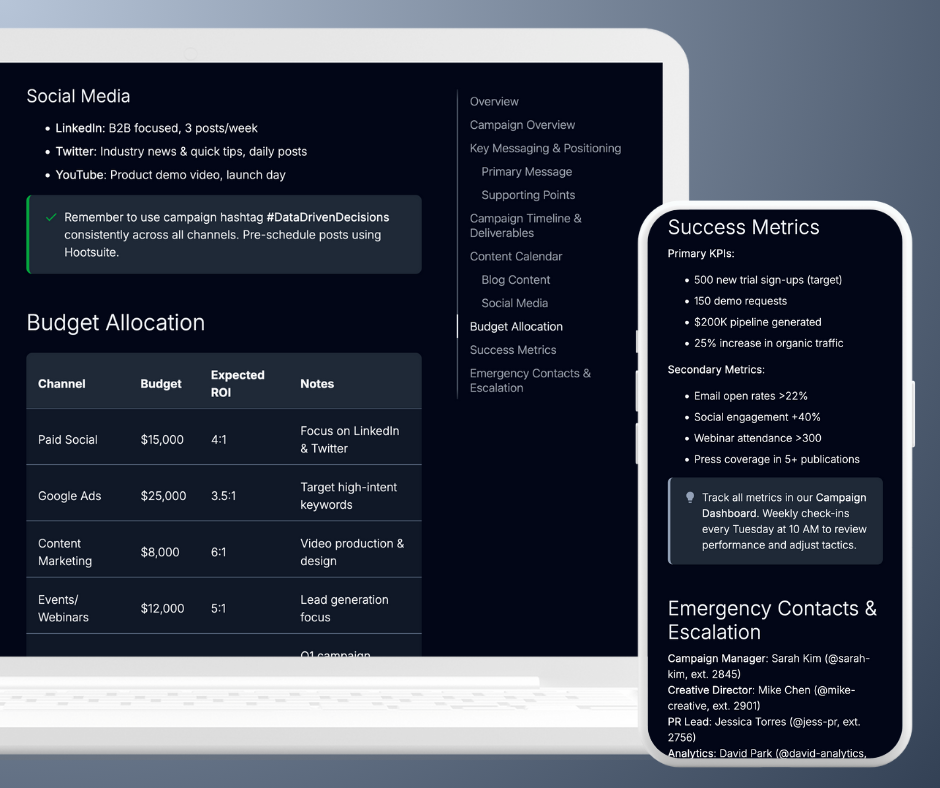 Social Media
• LinkedIn: B2B focused, 3 posts/week
• Twitter: Industry news & quick tips, daily posts
• YouTube: Product demo video, launch day
Remember to use campaign hashtag #DataDrivenDecisions
consistently across all channels. Pre-schedule posts using
Hootsuite.
Budget Allocation
Channel Budget Expected ROI Notes
Paid Social $15,000 4:1 Focus on LinkedIn & Twitter
Google Ads $25,000 3.5:1 Target high-intent keywords
Content Marketing $8,000 6:1 Video production & design
Events/ Webinars $12,000 5:1 Lead generation focus
Q1 campaign
Overview
Campaign Overview
Key Messaging & Positioning
Primary Message
Supporting Points
Campaign Timeline &
Deliverables
Content Calendar
Blog Content
Social Media
Budget Allocation
Success Metrics
Emergency Contacts &
Escalation
Success Metrics
Primary KPIs:
• 500 new trial sign-ups (target)
• 150 demo requests
• $200K pipeline generated
• 25% increase in organic traffic
Secondary Metrics:
• Email open rates >22%
• Social engagement +40%
• Webinar attendance >300
• Press coverage in 5+ publications
Track all metrics in our Campaign
Dashboard. Weekly check-ins
every Tuesday at 10 AM to review
performance and adjust tactics.
Emergency Contacts &
Escalation
Campaign Manager: Sarah Kim (@sarah-
kim, ext. 2845)
Creative Director: Mike Chen (@mike-
creative, ext. 2901)
PR Lead: Jessica Torres (@jess-pr, ext.
2756)
Analytics: David Park (@david-analytics,